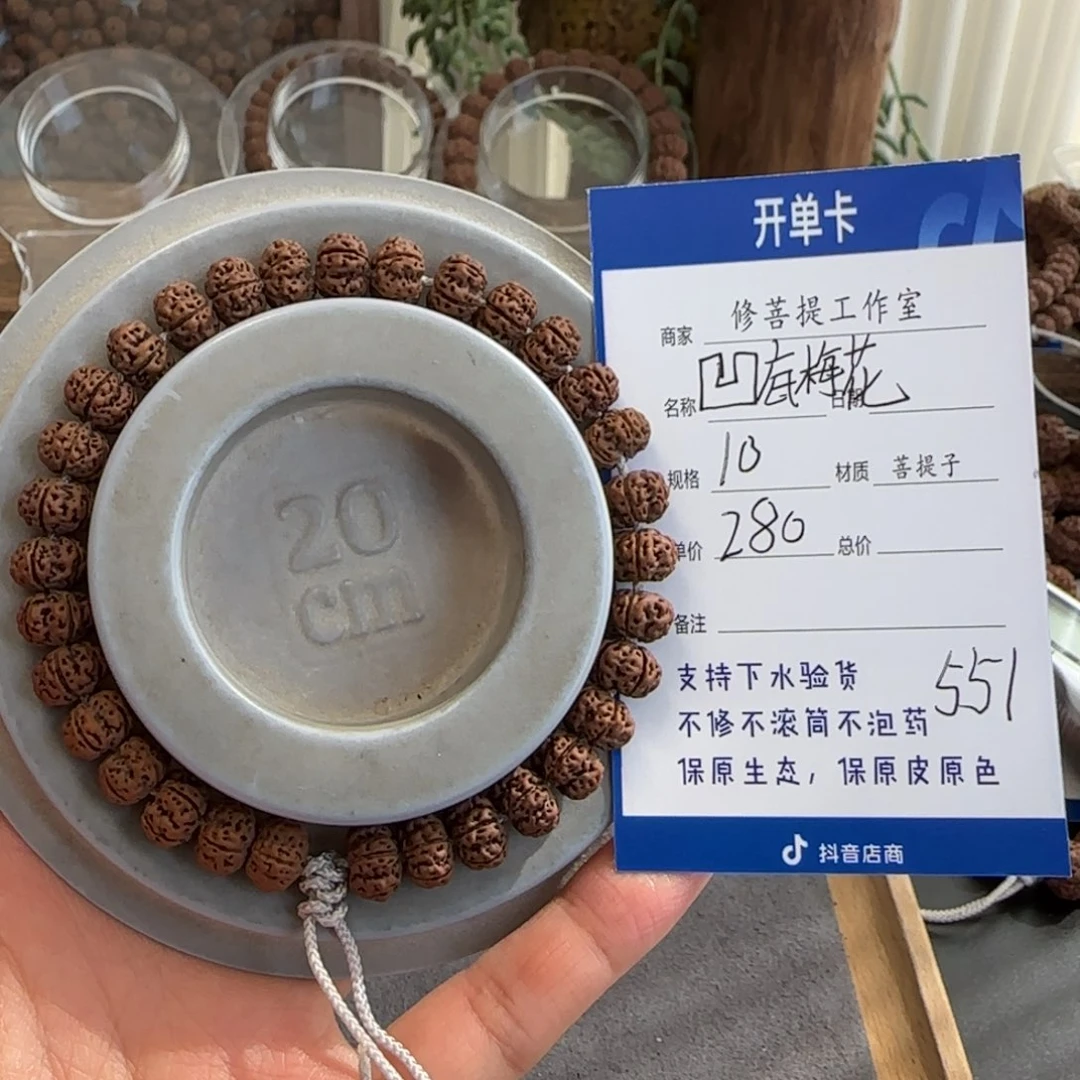 20
cm
开单卡
商家 修菩提工作室
名称 凹底梅花 日期
规格 10 材质 菩提子
单价 280 总价
备注
支持下水验货
551
不修不滚筒不泡药
保原生态，保原皮原色
抖音店商